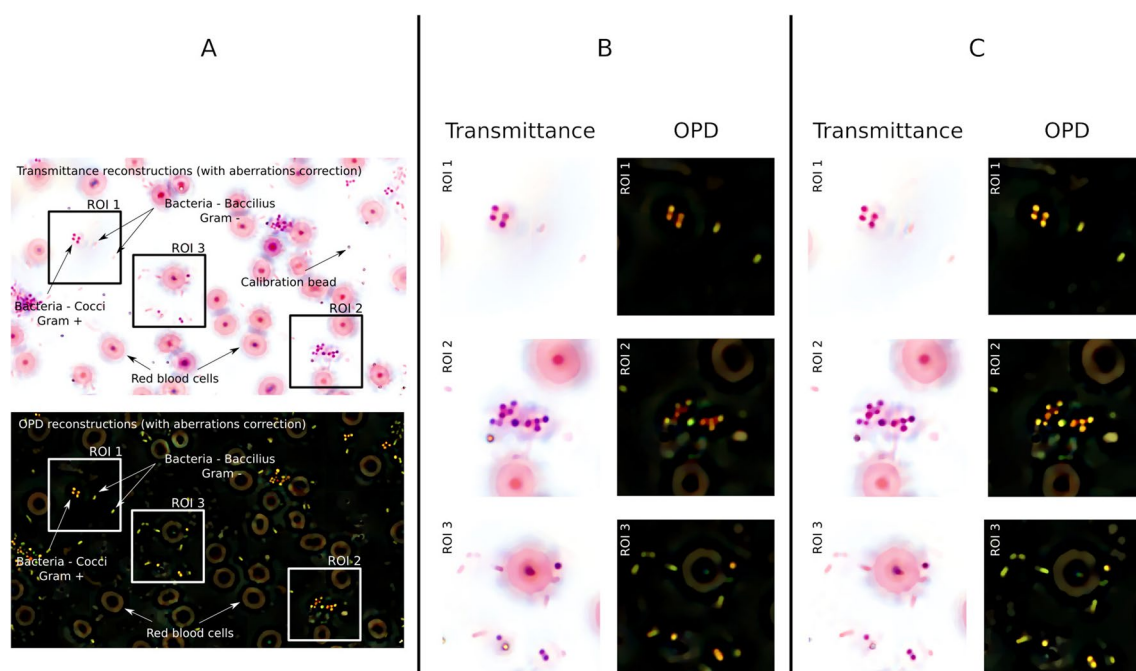 A
Transmittance reconstructions (with aberrations correction)
ROI 1
Bacteria - Baccilius
Gram -
ROI 3
Calibration bead
Bacteria - Cocci
Gram +
ROI 2
Red blood cells
OPD reconstructions (with aberrations correction)
ROI 1
Bacteria - Baccilius
Gram -
ROI 3
Bacteria - Cocci
Gram +
ROI 2
Red blood cells
B
Transmittance
OPD
ROI 1
ROI 1
ROI 2
ROI 2
ROI 3
ROI 3
C
Transmittance
OPD
ROI 1
ROI 1
ROI 2
ROI 2
ROI 3
ROI 3